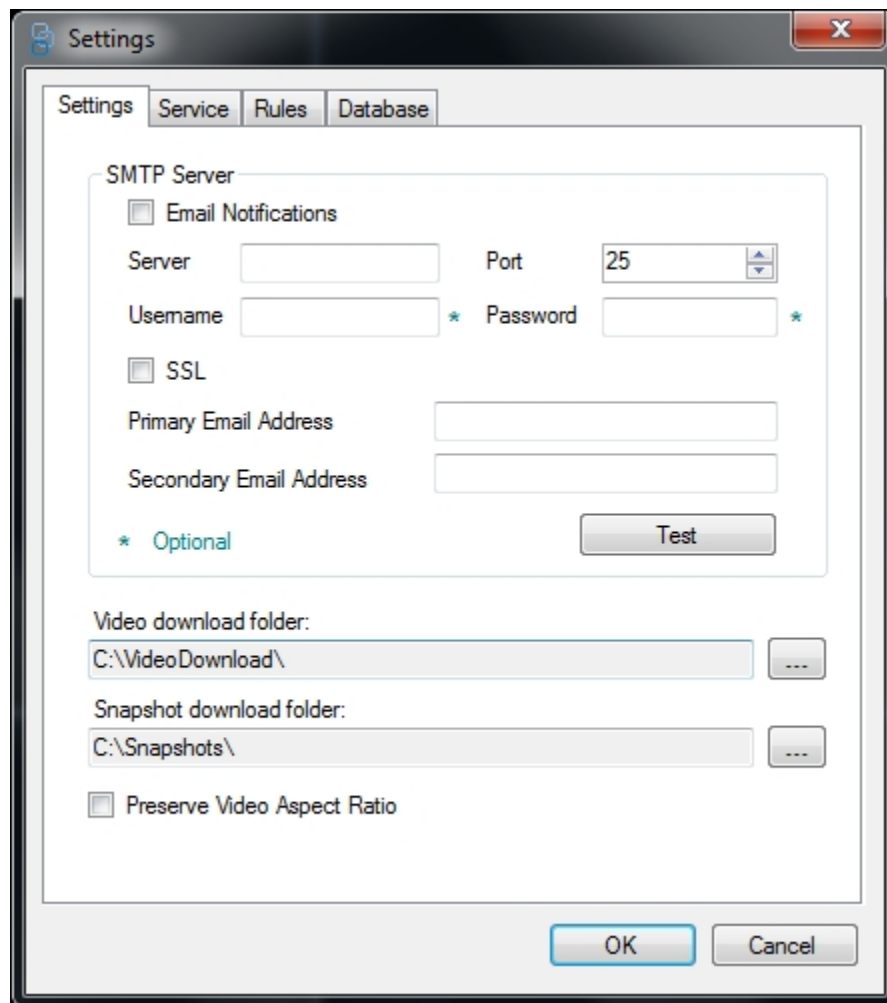 Settings
Settings Service Rules Database
SMTP Server
Email Notifications
Server Port 25
Username * Password *
SSL
Primary Email Address
Secondary Email Address
* Optional Test
Video download folder:
C:\VideoDownload\ ...
Snapshot download folder:
C:\Snapshots\ ...
Preserve Video Aspect Ratio
OK Cancel